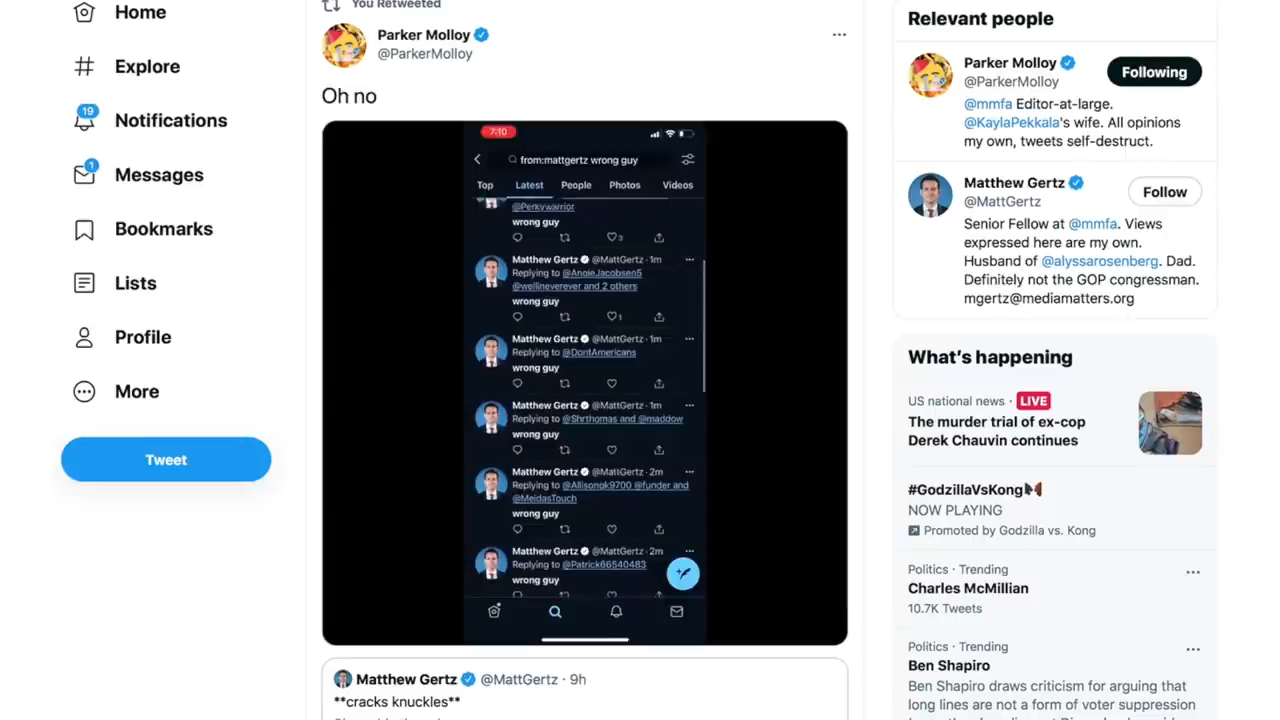 Home
Explore
19
Notifications
1
Messages
Bookmarks
Lists
Profile
More
Tweet
You Retweeted
Parker Molloy
@ParkerMolloy
Oh no
7:10
from:mattgertz wrong guy
Top Latest People Photos Videos
@Perkywarrior
wrong guy
3
Matthew Gertz @MattGertz · 1m
Replying to @AngieJacobsen5
@wellineverever and 2 others
wrong guy
1
Matthew Gertz @MattGertz · 1m
Replying to @DontAmericans
wrong guy
Matthew Gertz @MattGertz · 1m
Replying to @Shrthomas and @maddow
wrong guy
Matthew Gertz @MattGertz · 2m
Replying to @Allisongk9700 @funder and
@MeidasTouch
wrong guy
Matthew Gertz @MattGertz · 2m
Replying to @Patrick66540483
wrong guy
Matthew Gertz @MattGertz · 9h
**cracks knuckles**
Relevant people
Parker Molloy
@ParkerMolloy
Following
@mmfa Editor-at-large.
@KaylaPekkala's wife. All opinions
my own, tweets self-destruct.
Matthew Gertz
@MattGertz
Follow
Senior Fellow at @mmfa. Views
expressed here are my own.
Husband of @alyssarosenberg. Dad.
Definitely not the GOP congressman.
mgertz@mediamatters.org
What's happening
US national news · LIVE
The murder trial of ex-cop
Derek Chauvin continues
#GodzillaVsKong
NOW PLAYING
Promoted by Godzilla vs. Kong
Politics · Trending
Charles McMillian
10.7K Tweets
Politics · Trending
Ben Shapiro
Ben Shapiro draws criticism for arguing that
long lines are not a form of voter suppression